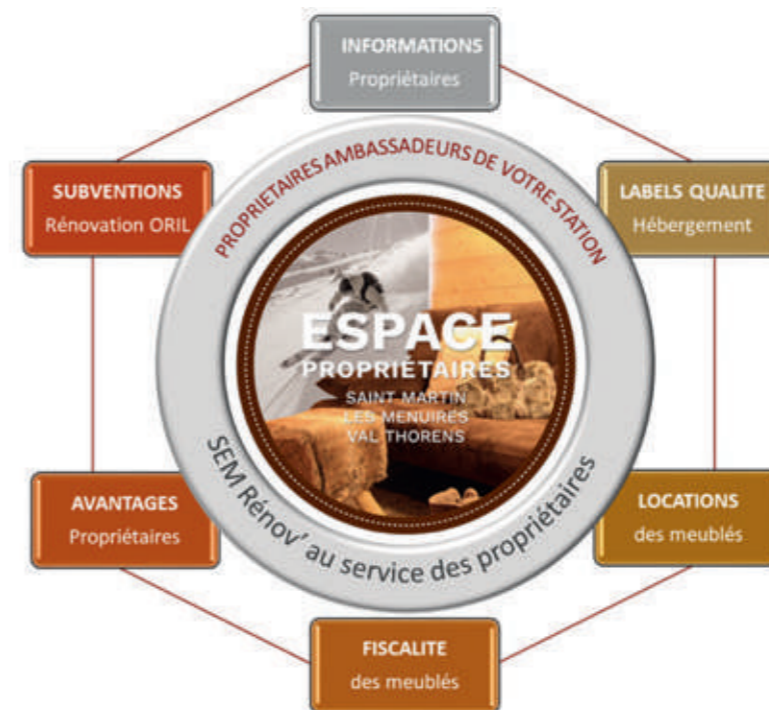 INFORMATIONS
Propriétaires
SUBVENTIONS
Rénovation ORIL
LABELS QUALITE
Hébergement
PROPRIETAIRES AMBASSADEURS DE VOTRE STATION
ESPACE
PROPRIÉTAIRES
SAINT MARTIN
LES MENUIRES
VAL THORENS
SEM Rénov' au service des propriétaires
AVANTAGES
Propriétaires
LOCATIONS
des meublés
FISCALITE
des meublés